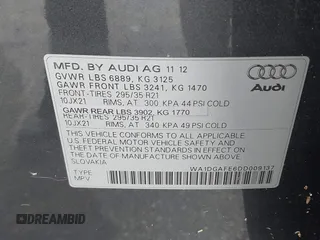 MFD. BY AUDI AG 11 12
GVWR LBS 6889, KG 3125
GAWR FRONT LBS 3241, KG 1470
FRONT-TIRES 295/35 R21
10JX21 RIMS, AT 300 KPA 44 PSI COLD
GAWR REAR LBS 3902, KG 1770
REAR-TIRES 295/35 R21
10JX21 RIMS, AT 340 KPA 49 PSI COLD
THIS VEHICLE CONFORMS TO ALL APPLICABLE
U.S. FEDERAL MOTOR VEHICLE SAFETY
STANDARDS IN EFFECT ON THE
DATE OF MANUFACTURE SHOWN ABOVE
SLOVAKIA
TYPE:
MPV
WA1DGAFE6DD009137
Audi
DREAMBID